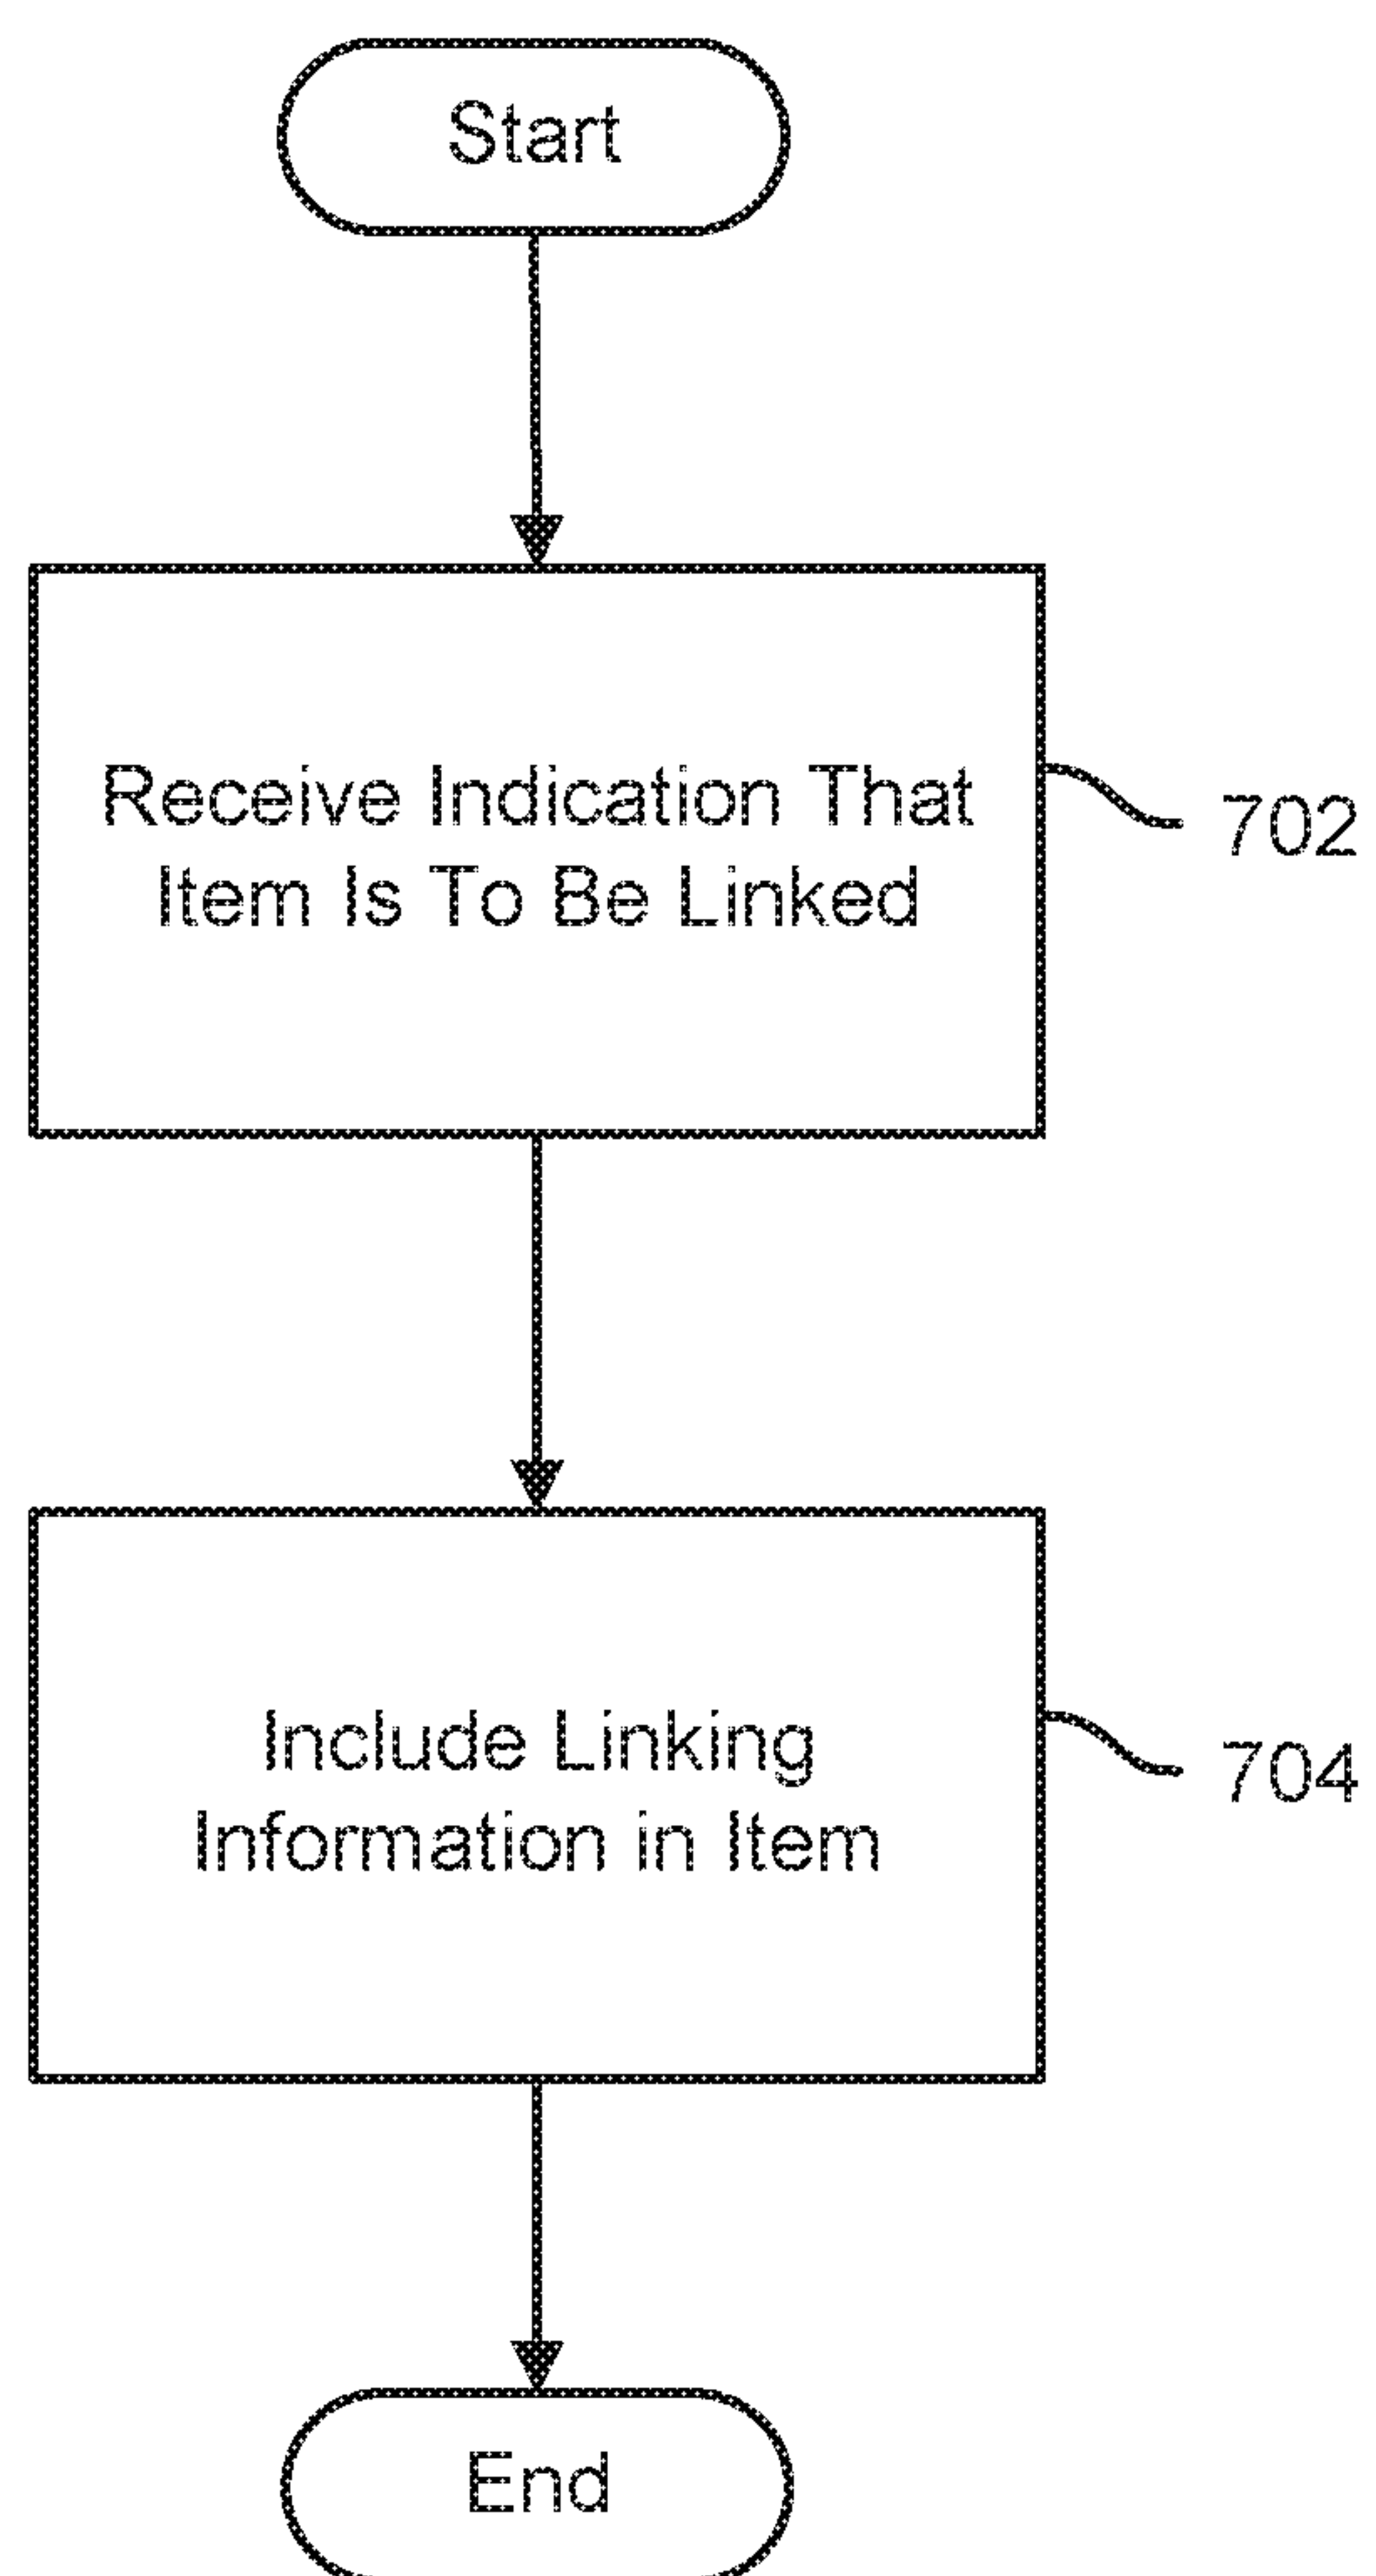 Start
Receive Indication That
Item Is To Be Linked
702
Include Linking
Information in Item
704
End